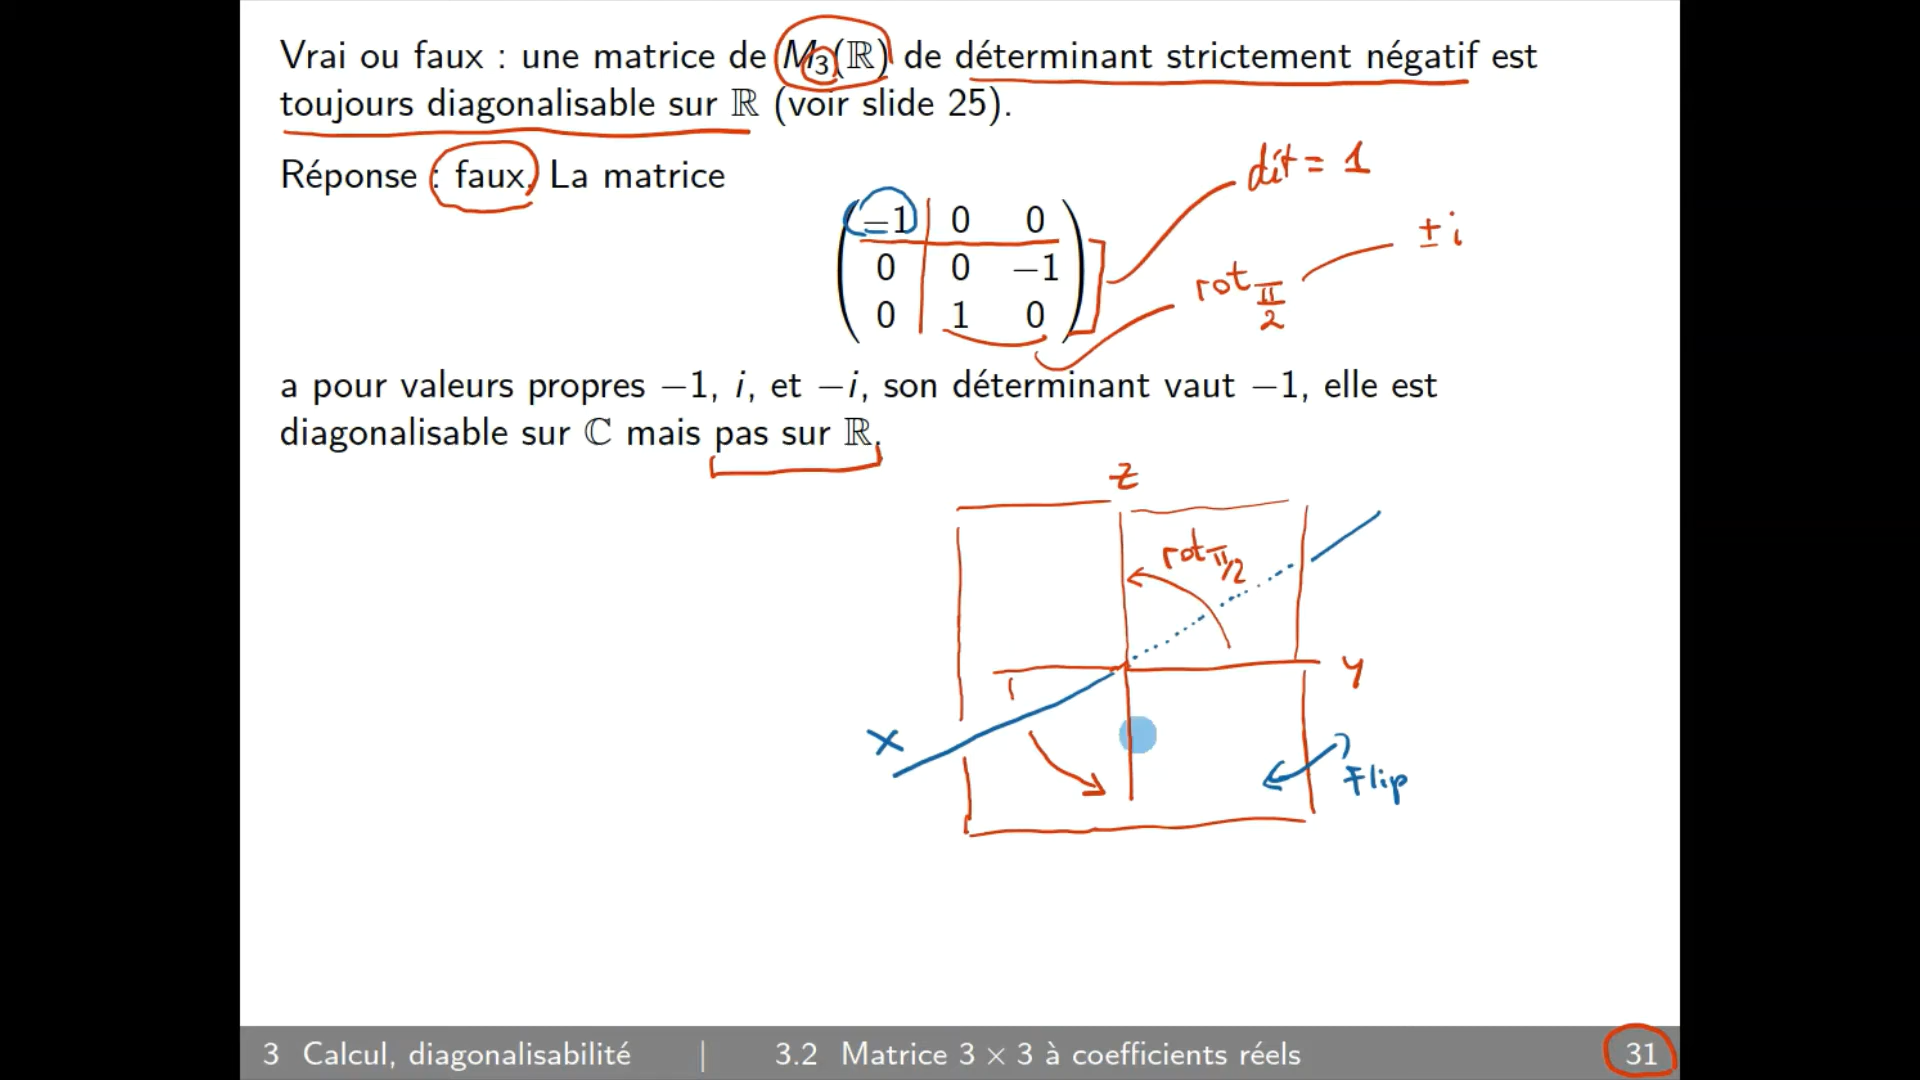 Vrai ou faux : une matrice de M₃(ℝ) de déterminant strictement négatif est
toujours diagonalisable sur ℝ (voir slide 25).
Réponse : faux. La matrice
dét = 1
−1 0 0
± i
0 0 −1
rot π/2
0 1 0
a pour valeurs propres −1, i, et −i, son déterminant vaut −1, elle est
diagonalisable sur ℂ mais pas sur ℝ.
z
rot π/2
y
x
Flip
3 Calcul, diagonalisabilité | 3.2 Matrice 3 × 3 à coefficients réels 31